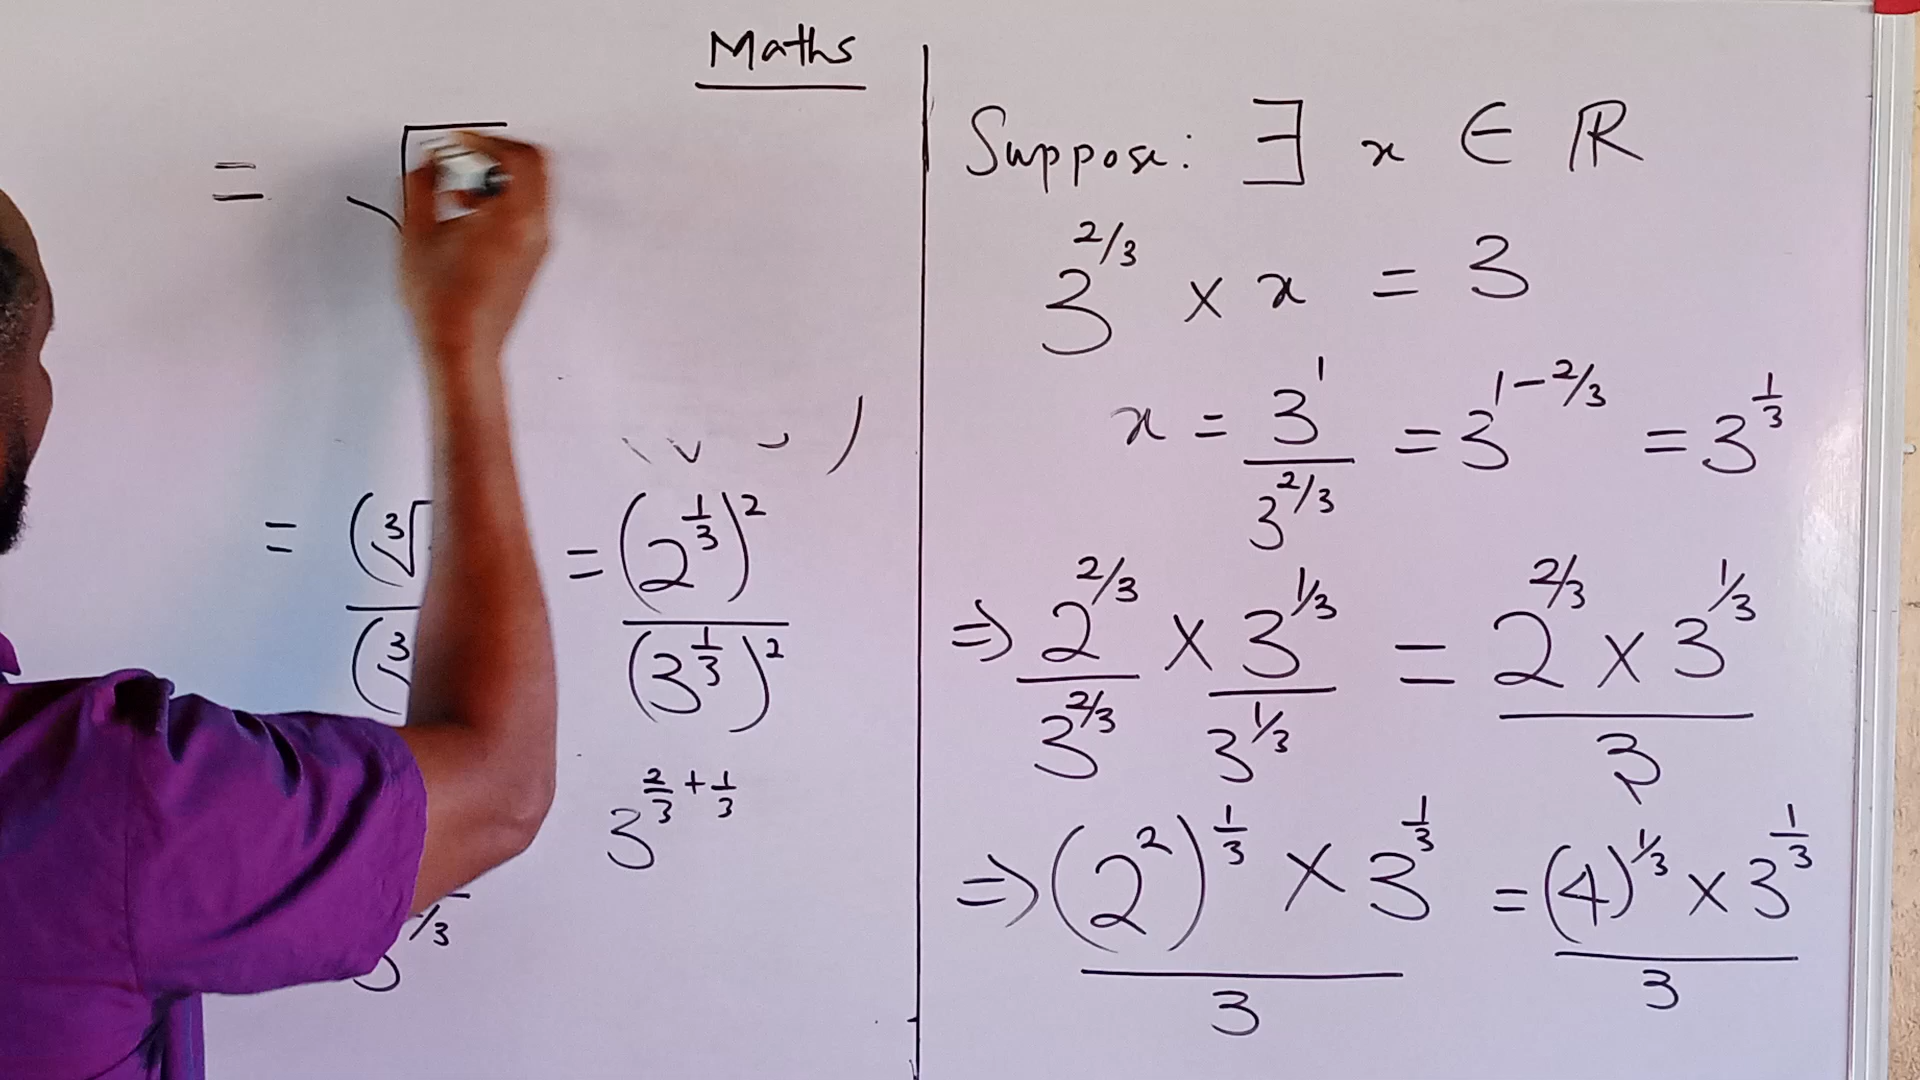 Maths
= √
= (∛ = (2^(1/3))^2 / (3^(1/3))^2
(3
3^(2/3 + 1/3)
/3
Suppose: ∃ x ∈ ℝ
3^(2/3) × x = 3
x = 3^1 / 3^(2/3) = 3^(1-2/3) = 3^(1/3)
⇒ 2^(2/3) / 3^(2/3) × 3^(1/3) / 3^(1/3) = 2^(2/3) × 3^(1/3) / 3
⇒ (2^2)^(1/3) × 3^(1/3) / 3 = (4)^(1/3) × 3^(1/3) / 3